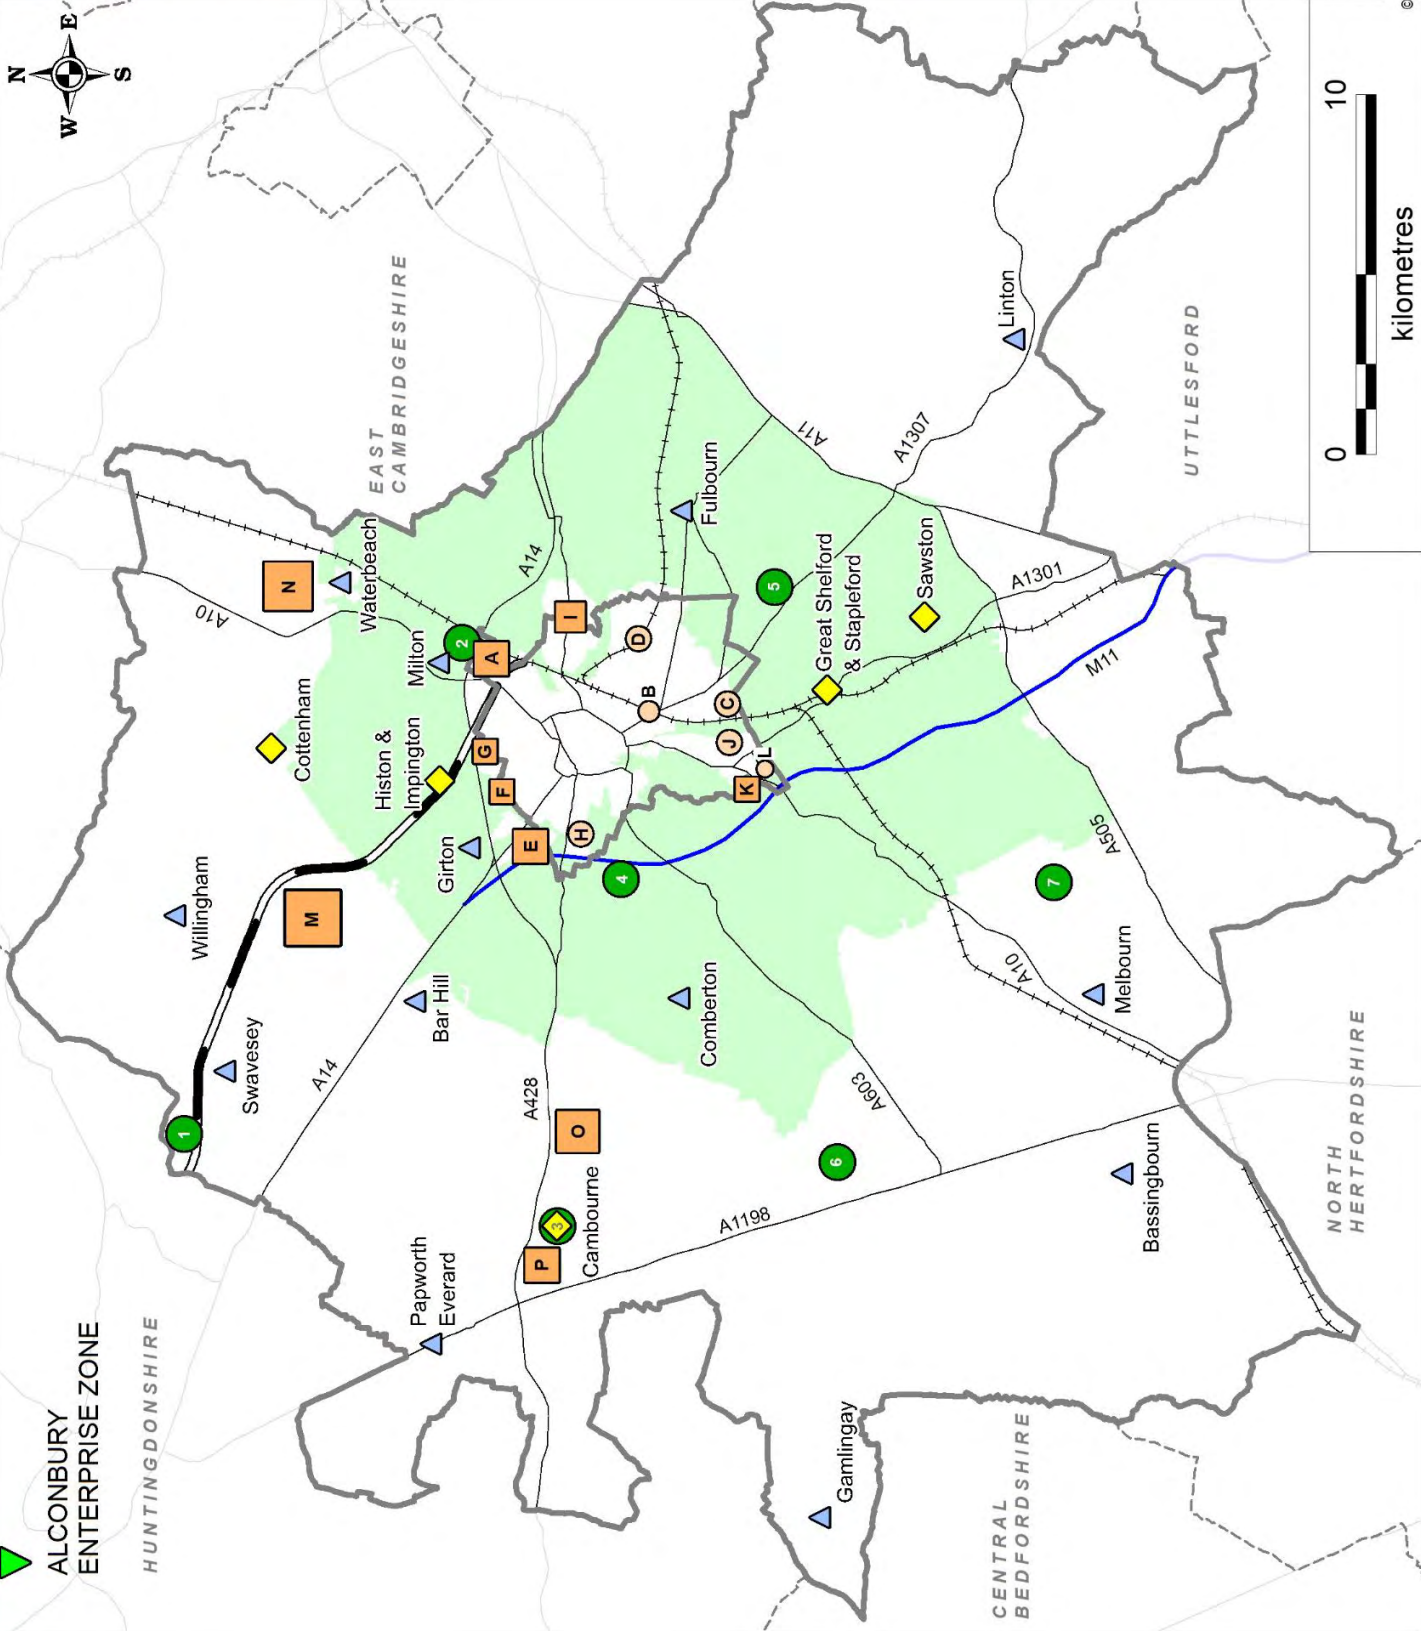 ALCONBURY
ENTERPRISE ZONE
HUNTINGDONSHIRE
N
W
E
S
1
Swavesey
Willingham
A14
M
Cottenham
N
A10
Waterbeach
EAST
CAMBRIDGESHIRE
Papworth
Everard
Bar Hill
Girton
Histon &
Impington
Milton
2
A
G
F
E
A14
I
P
3
Cambourne
A428
O
H
4
D
B
Fulbourn
Comberton
A1198
C
J
K
L
5
A11
Gamlingay
6
A603
Great Shelford
& Stapleford
A1307
Sawston
Linton
CENTRAL
BEDFORDSHIRE
A10
A1301
7
M11
A505
Melbourn
Bassingbourn
UTTLESFORD
NORTH
HERTFORDSHIRE
0
10
kilometres
©